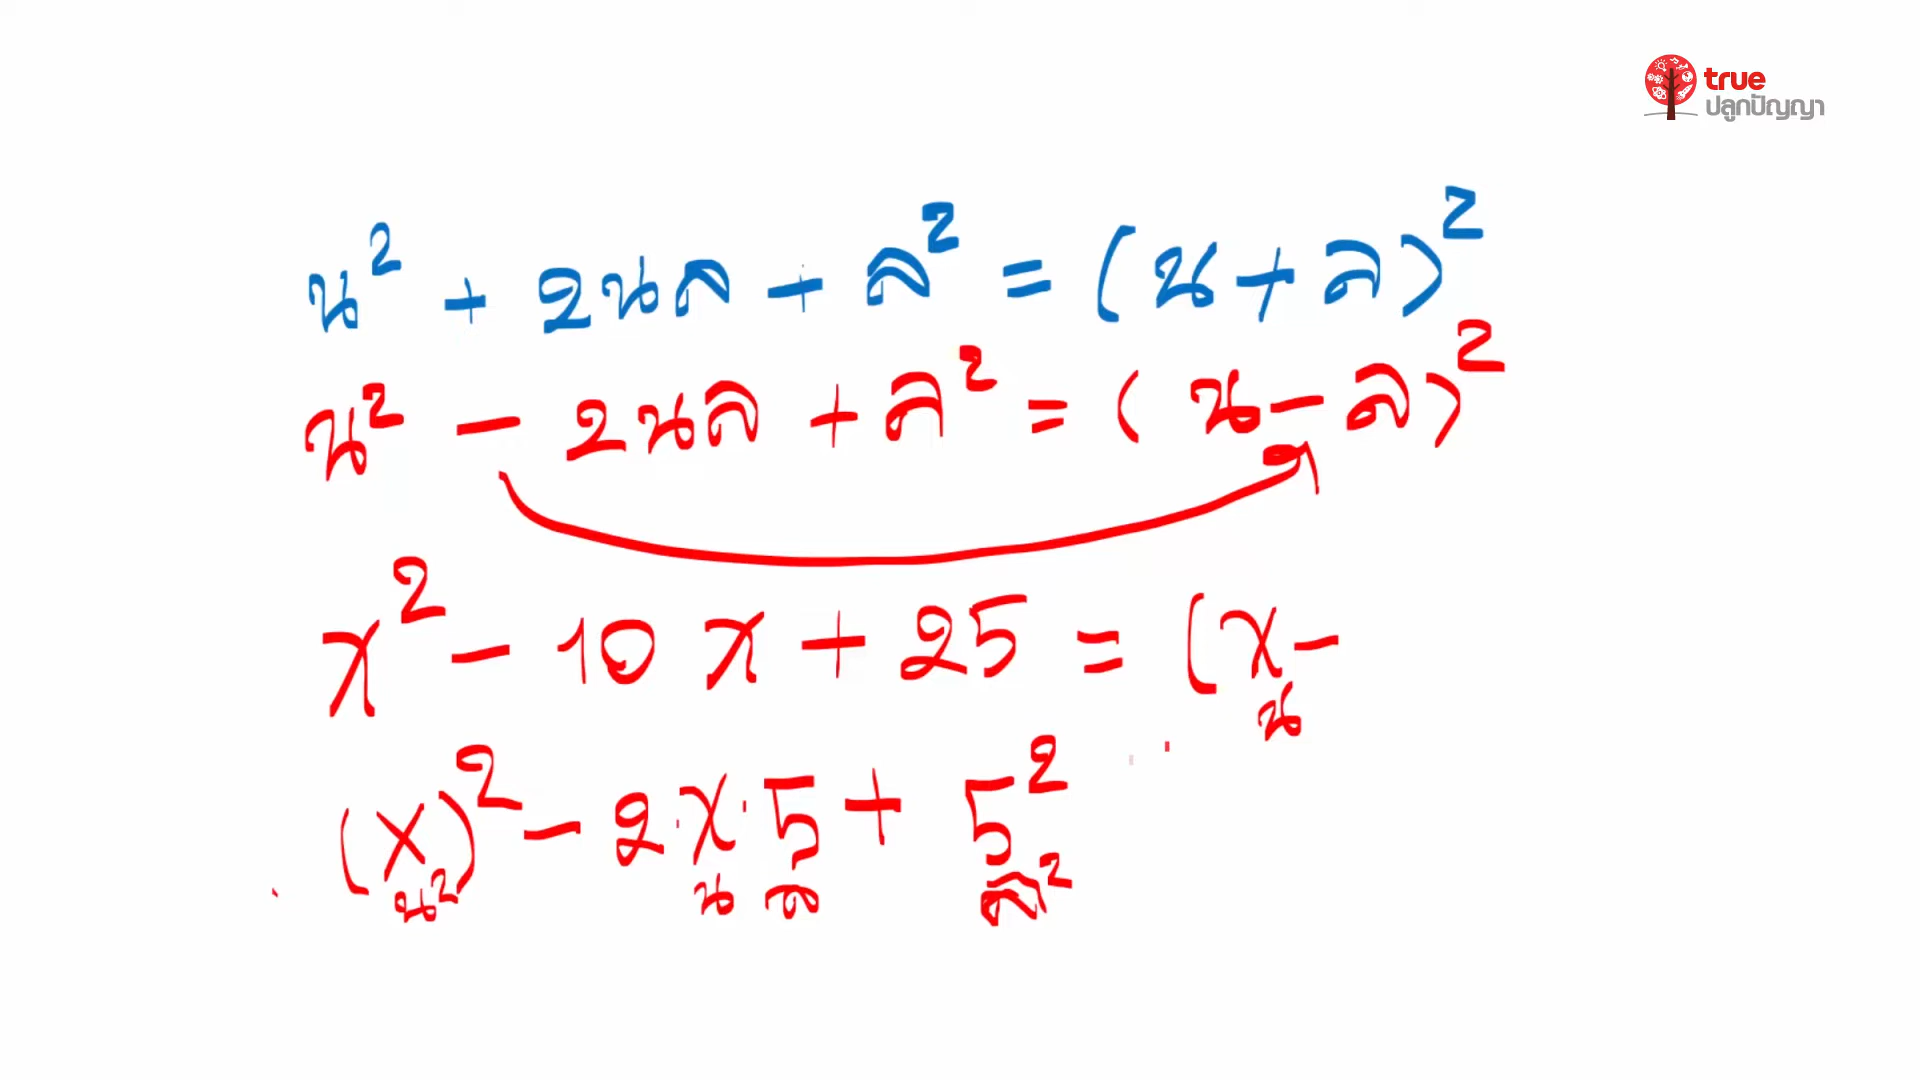 true
ปลูกปัญญา
น² + 2นล + ล² = (น + ล)²
น² - 2นล + ล² = (น - ล)²
x² - 10x + 25 = (x -
น
(x)² - 2·x·5 + 5²
น² น ล ล²